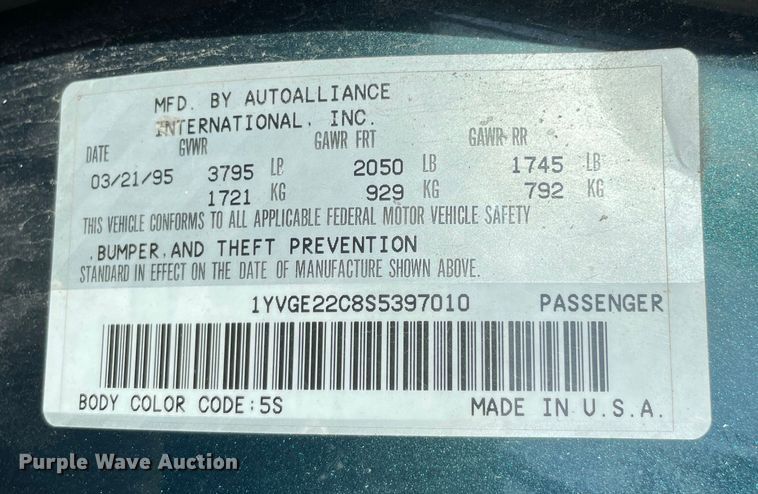 MFD. BY AUTOALLIANCE
INTERNATIONAL, INC.
DATE GVWR GAWR FRT GAWR RR
03/21/95 3795 LB 2050 LB 1745 LB
1721 KG 929 KG 792 KG
THIS VEHICLE CONFORMS TO ALL APPLICABLE FEDERAL MOTOR VEHICLE SAFETY
,BUMPER,AND THEFT PREVENTION
STANDARD IN EFFECT ON THE DATE OF MANUFACTURE SHOWN ABOVE.
1YVGE22C8S5397010 PASSENGER
BODY COLOR CODE:5S MADE IN U.S.A.
Purple Wave Auction